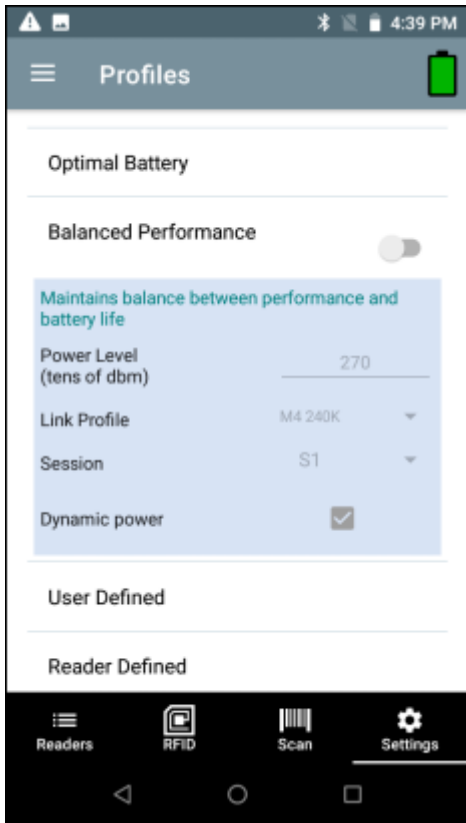 4:39 PM
Profiles
Optimal Battery
Balanced Performance
Maintains balance between performance and
battery life
Power Level
(tens of dbm)
270
Link Profile
M4 240K
Session
S1
Dynamic power
User Defined
Reader Defined
Readers
RFID
Scan
Settings